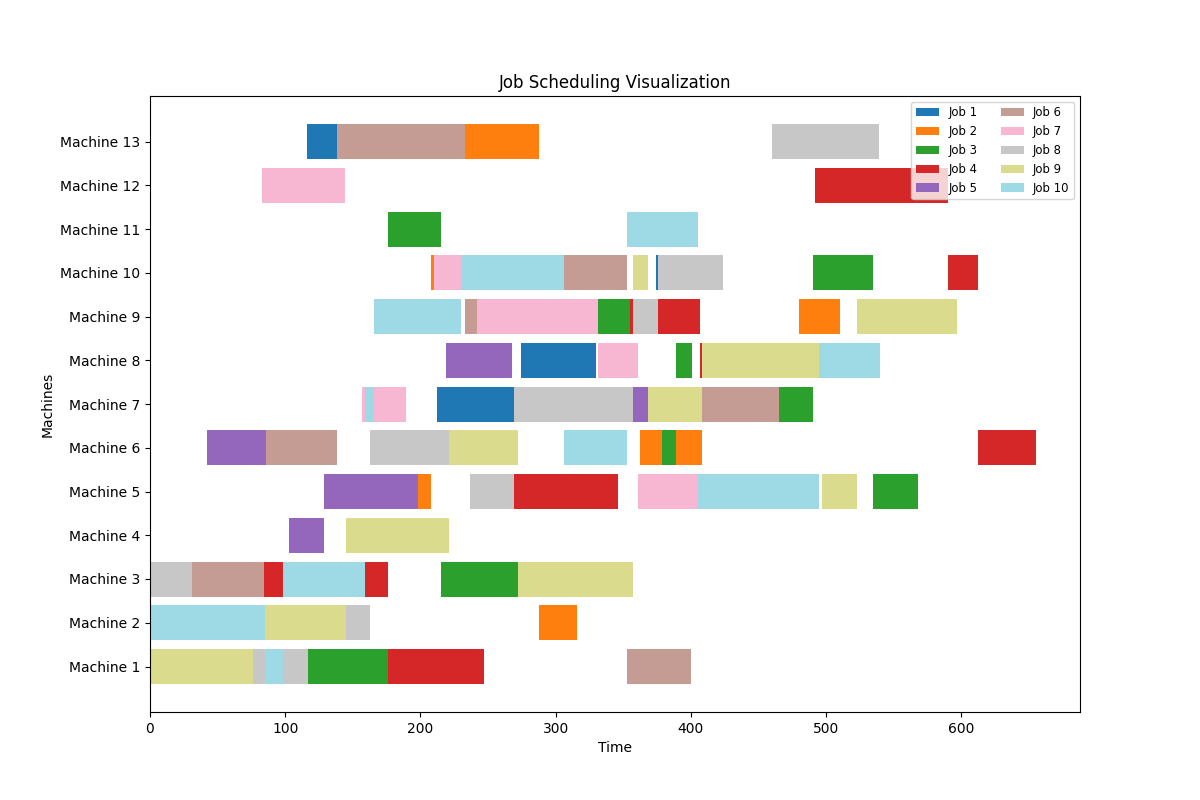 Job Scheduling Visualization
Machine 13
Machine 12
Machine 11
Machine 10
Machine 9
Machine 8
Machine 7
Machine 6
Machine 5
Machine 4
Machine 3
Machine 2
Machine 1
Machines
0 100 200 300 400 500 600
Time
Job 1
Job 2
Job 3
Job 4
Job 5
Job 6
Job 7
Job 8
Job 9
Job 10